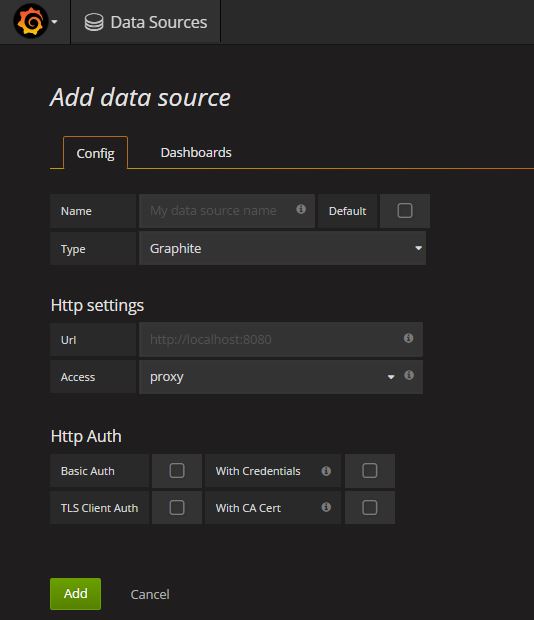 Data Sources
Add data source
Config Dashboards
Name My data source name Default
Type Graphite
Http settings
Url http://localhost:8080
Access proxy
Http Auth
Basic Auth With Credentials
TLS Client Auth With CA Cert
Add Cancel